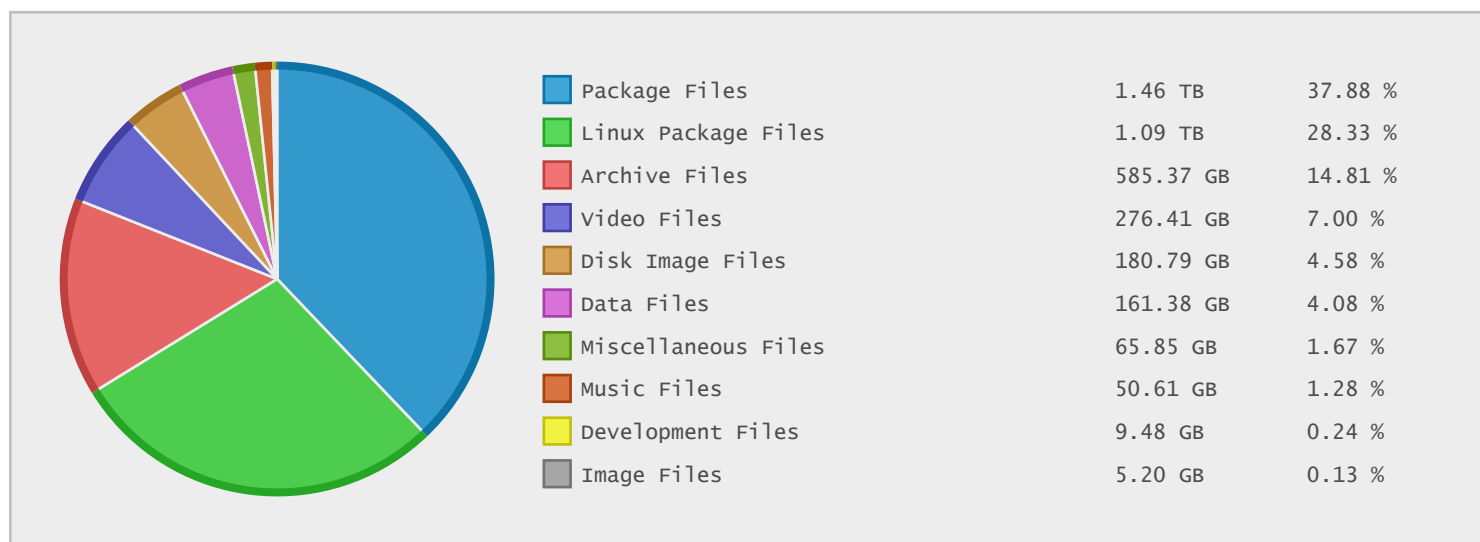 Package Files 1.46 TB 37.88 %
Linux Package Files 1.09 TB 28.33 %
Archive Files 585.37 GB 14.81 %
Video Files 276.41 GB 7.00 %
Disk Image Files 180.79 GB 4.58 %
Data Files 161.38 GB 4.08 %
Miscellaneous Files 65.85 GB 1.67 %
Music Files 50.61 GB 1.28 %
Development Files 9.48 GB 0.24 %
Image Files 5.20 GB 0.13 %